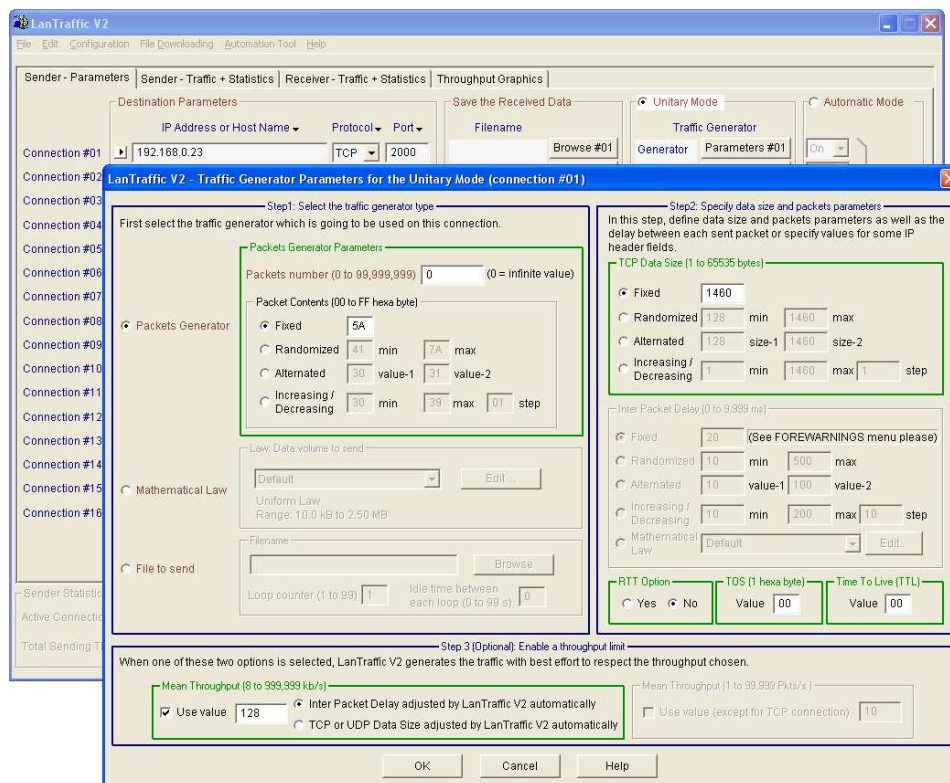 LanTraffic V2
File Edit Configuration File Downloading Automation Tool Help
Sender - Parameters Sender - Traffic + Statistics Receiver - Traffic + Statistics Throughput Graphics
Destination Parameters Save the Received Data Unitary Mode Automatic Mode
IP Address or Host Name Protocol Port Filename Traffic Generator
Connection #01 192.168.0.23 TCP 2000 Browse #01 Generator Parameters #01 On
Connection #02
Connection #03
Connection #04
Connection #05
Connection #06
Connection #07
Connection #08
Connection #09
Connection #10
Connection #11
Connection #12
Connection #13
Connection #14
Connection #15
Connection #16
Sender Statistic
Active Connectio
Total Sending
LanTraffic V2 - Traffic Generator Parameters for the Unitary Mode (connection #01)
Step1: Select the traffic generator type
First select the traffic generator which is going to be used on this connection.
Packets Generator
Packets Generator Parameters
Packets number (0 to 99,999,999) 0 (0 = infinite value)
Packet Contents (00 to FF hexa byte)
Fixed 5A
Randomized 41 min 7A max
Alternated 30 value-1 31 value-2
Increasing /
Decreasing 30 min 39 max 01 step
Mathematical Law
Law: Data volume to send
Default Edit...
Uniform Law
Range: 10.0 kB to 2.50 MB
File to send
Filename
Browse
Loop counter (1 to 99) 1 Idle time between
each loop (0 to 99 s) 0
Step2: Specify data size and packets parameters
In this step, define data size and packets parameters as well as the
delay between each sent packet or specify values for some IP
header fields.
TCP Data Size (1 to 65535 bytes)
Fixed 1460
Randomized 128 min 1460 max
Alternated 128 size-1 1460 size-2
Increasing /
Decreasing 1 min 1460 max 1 step
Inter Packet Delay (0 to 9,999 ms)
Fixed 20 (See FOREWARNINGS menu please)
Randomized 10 min 500 max
Alternated 10 value-1 100 value-2
Increasing /
Decreasing 10 min 200 max 10 step
Mathematical
Law Default Edit...
RTT Option TOS (1 hexa byte) Time To Live (TTL)
Yes No Value 00 Value 00
Step 3 (Optional): Enable a throughput limit
When one of these two options is selected, LanTraffic V2 generates the traffic with best effort to respect the throughput chosen.
Mean Throughput (8 to 999,999 kb/s)
Use value 128 Inter Packet Delay adjusted by LanTraffic V2 automatically
TCP or UDP Data Size adjusted by LanTraffic V2 automatically
Mean Throughput (1 to 99,999 Pkts/s )
Use value (except for TCP connection) 10
OK Cancel Help